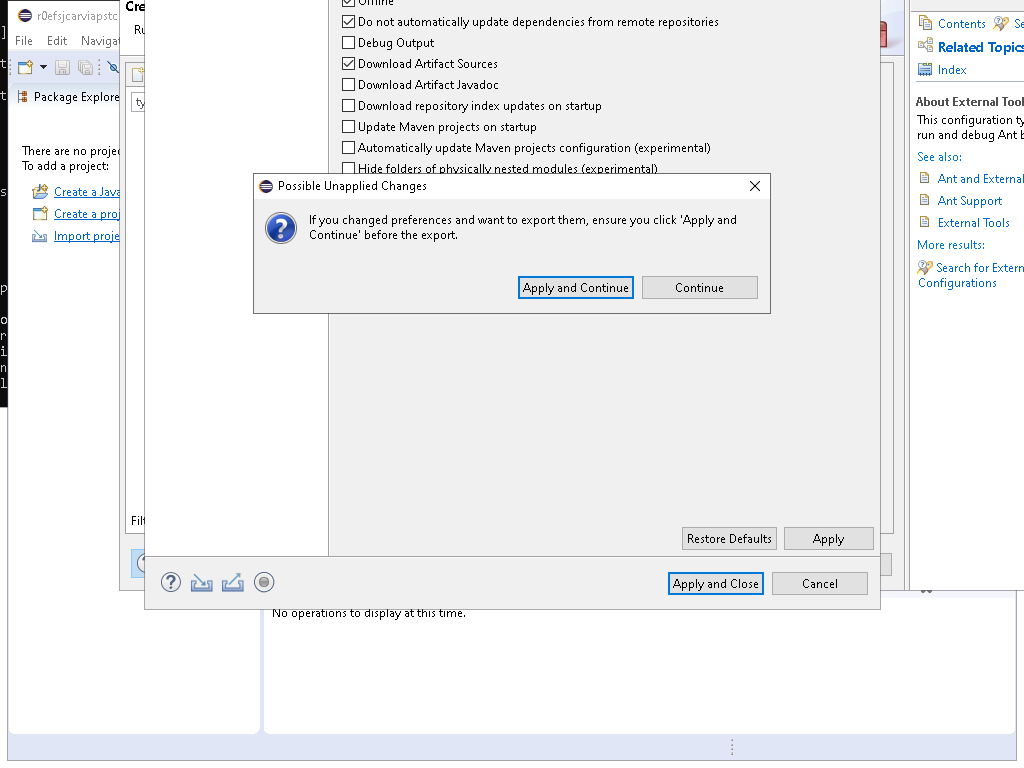 r0efsjcarviapstc
File Edit Navigat
Package Explore
There are no projec
To add a project:
Create a Java
Create a proj
Import proje
Cre
Ru
ty
Filt
Offline
Do not automatically update dependencies from remote repositories
Debug Output
Download Artifact Sources
Download Artifact Javadoc
Download repository index updates on startup
Update Maven projects on startup
Automatically update Maven projects configuration (experimental)
Hide folders of physically nested modules (experimental)
Possible Unapplied Changes
If you changed preferences and want to export them, ensure you click 'Apply and
Continue' before the export.
Apply and Continue Continue
Restore Defaults Apply
Apply and Close Cancel
No operations to display at this time.
Contents Se
Related Topics
Index
About External Tool
This configuration ty
run and debug Ant b
See also:
Ant and External
Ant Support
External Tools
More results:
Search for Extern
Configurations